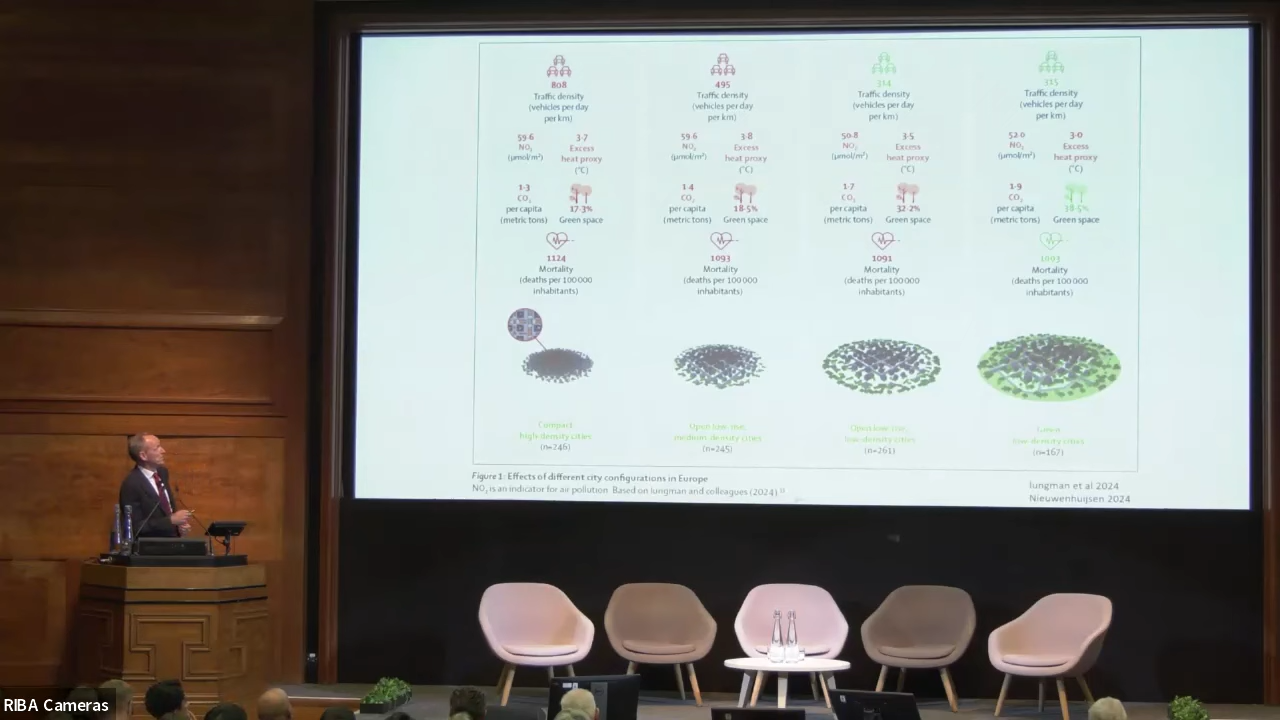 808
Traffic density
(vehicles per day
per km)
59·6
NO₂
(μmol/m²)
3·7
Excess
heat proxy
(°C)
1·3
CO₂
per capita
(metric tons)
17·3%
Green space
1124
Mortality
(deaths per 100 000
inhabitants)
Compact
high-density cities
(n=246)
495
Traffic density
(vehicles per day
per km)
59·6
NO₂
(μmol/m²)
3·8
Excess
heat proxy
(°C)
1·4
CO₂
per capita
(metric tons)
18·5%
Green space
1093
Mortality
(deaths per 100 000
inhabitants)
Open low-rise,
medium-density cities
(n=245)
314
Traffic density
(vehicles per day
per km)
50·8
NO₂
(μmol/m²)
3·5
Excess
heat proxy
(°C)
1·7
CO₂
per capita
(metric tons)
32·2%
Green space
1091
Mortality
(deaths per 100 000
inhabitants)
Open low-rise,
low-density cities
(n=261)
315
Traffic density
(vehicles per day
per km)
52·0
NO₂
(μmol/m²)
3·0
Excess
heat proxy
(°C)
1·9
CO₂
per capita
(metric tons)
Green space
Mortality
(deaths per 100 000
inhabitants)
Green
low-density cities
(n=167)
Figure 1: Effects of different city configurations in Europe
NO₂ is an indicator for air pollution. Based on Iungman and colleagues (2024).
Iungman et al 2024
Nieuwenhuijsen 2024
RIBA Cameras